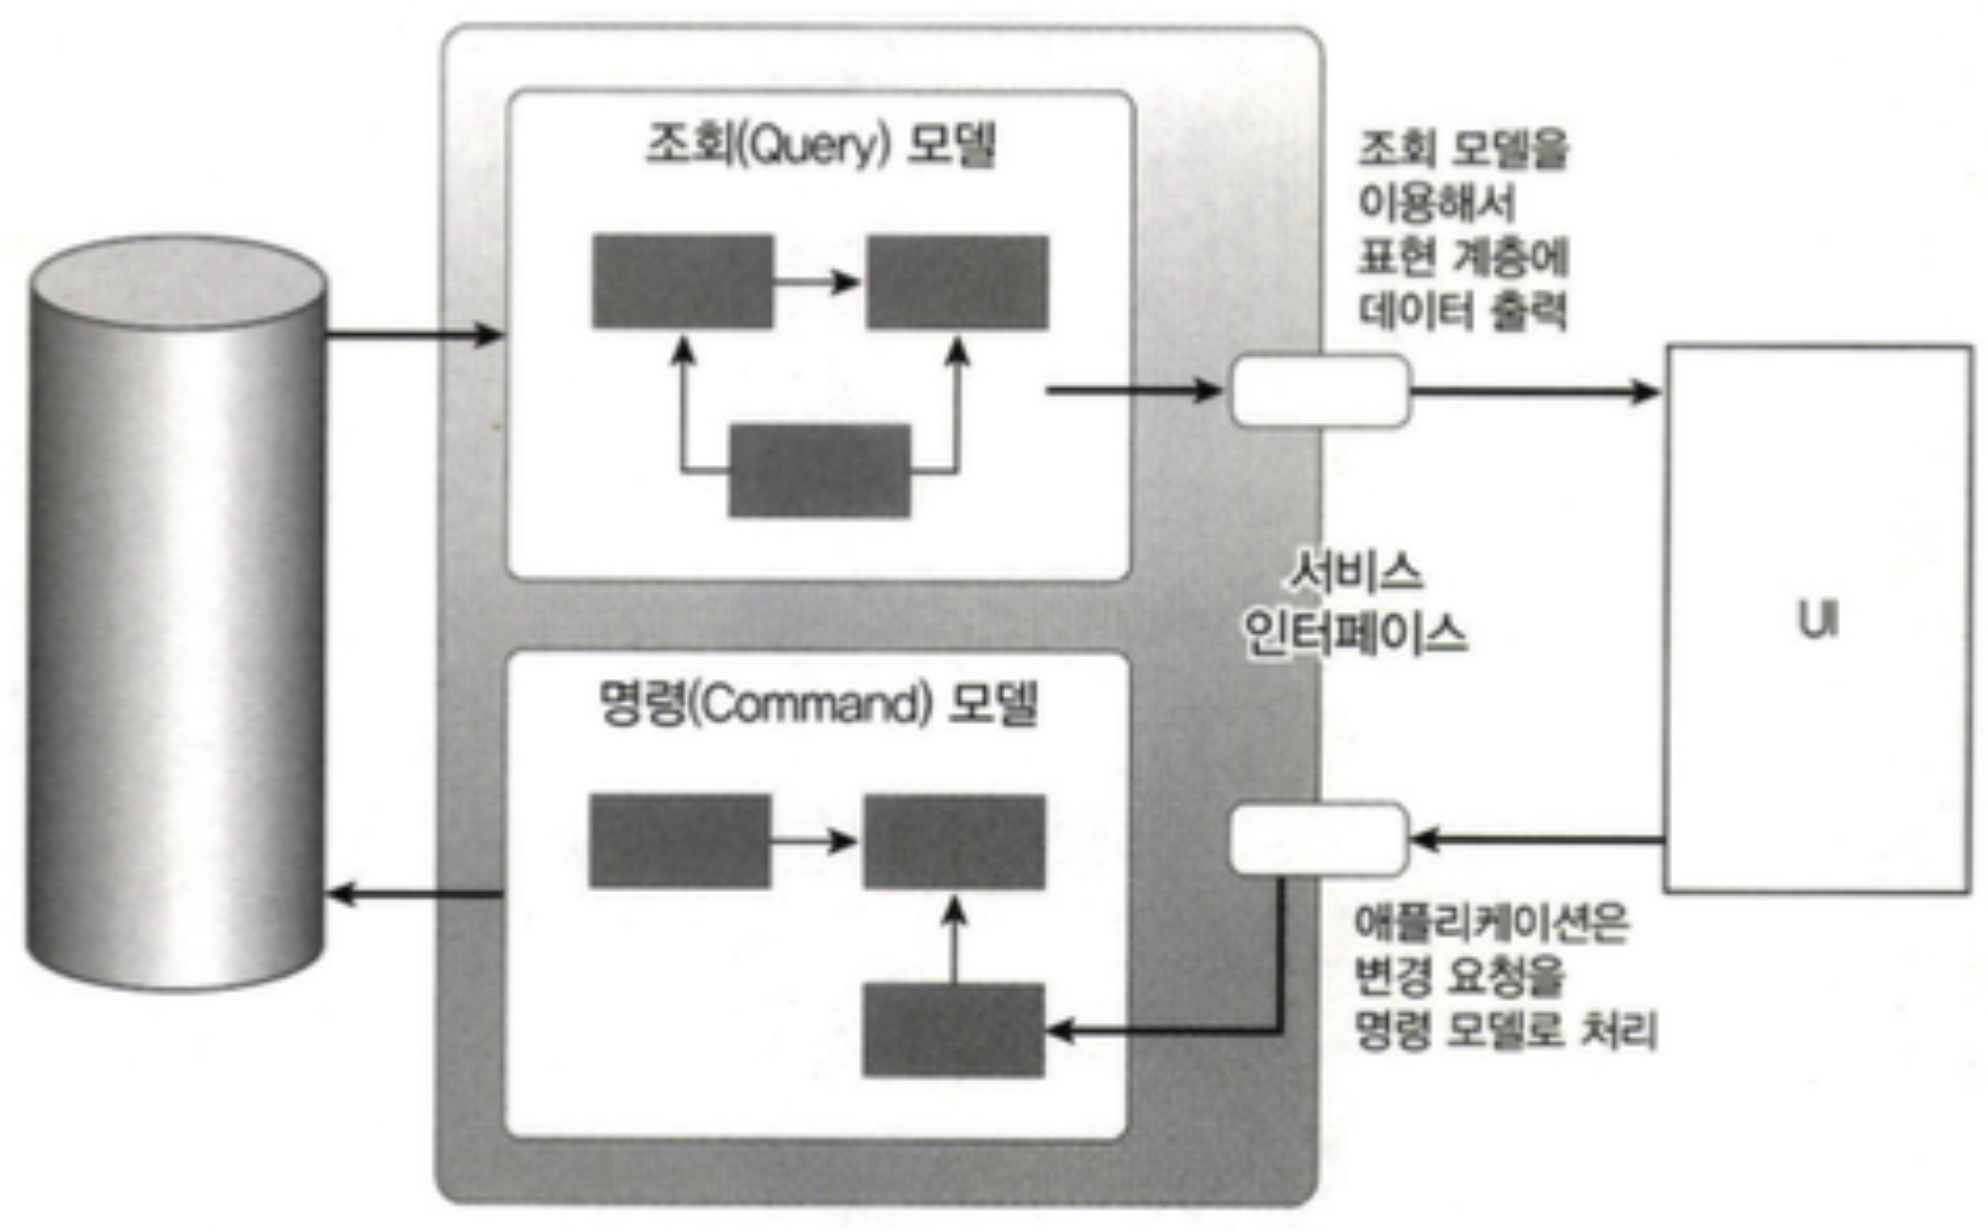 조회(Query) 모델
조회 모델을
이용해서
표현 계층에
데이터 출력
서비스
인터페이스
UI
명령(Command) 모델
애플리케이션은
변경 요청을
명령 모델로 처리